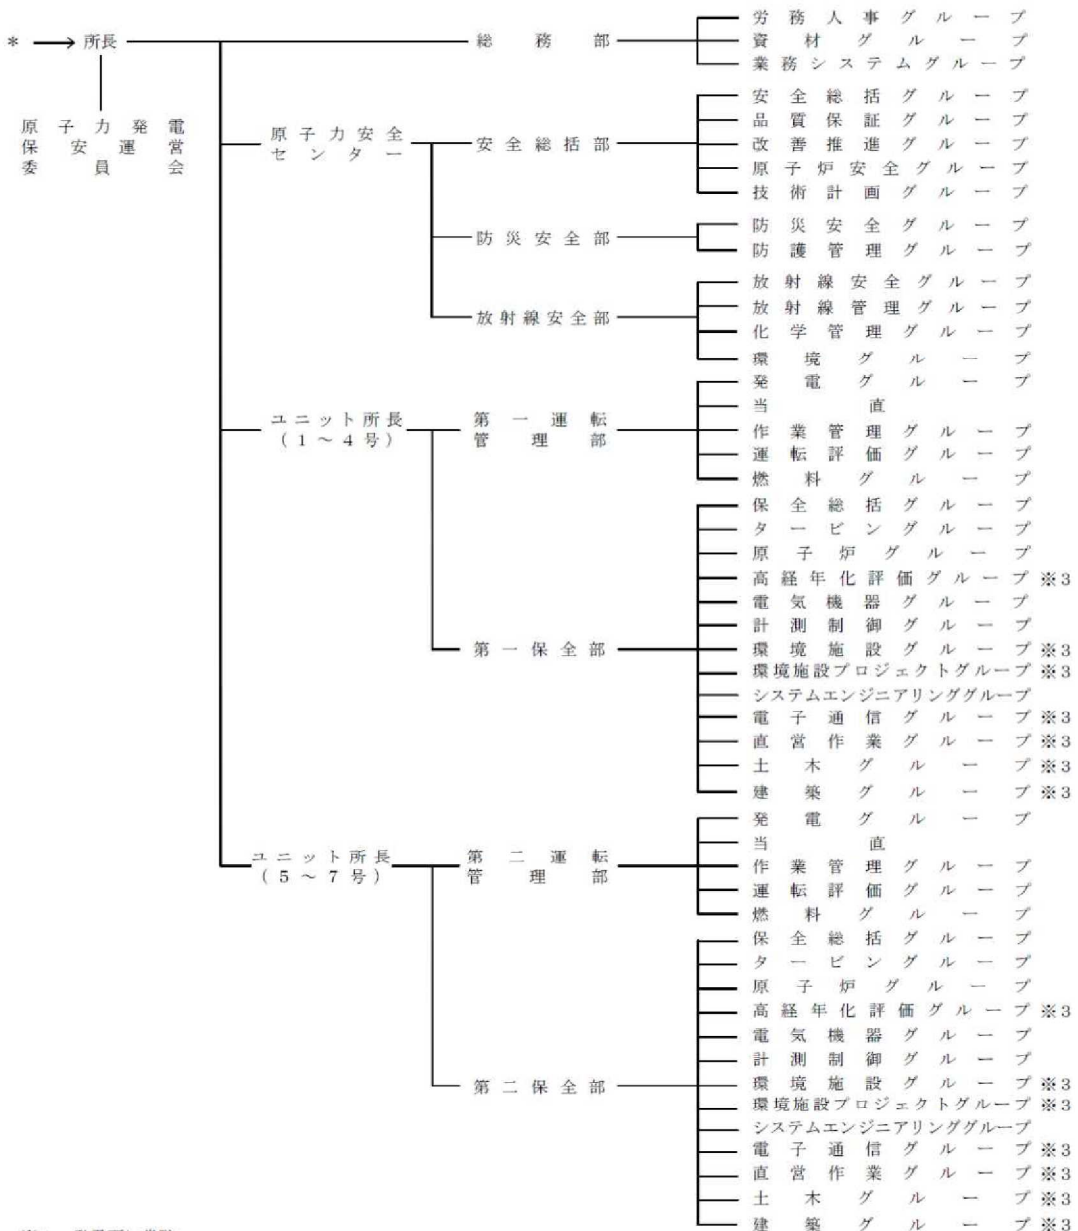 * → 所長
原子力発電
保安運営
委員会
総務部
労務人事グループ
資材グループ
業務システムグループ
原子力安全
センター
安全総括部
安全総括グループ
品質保証グループ
改善推進グループ
原子炉安全グループ
技術計画グループ
防災安全部
防災安全グループ
防護管理グループ
放射線安全部
放射線安全グループ
放射線管理グループ
化学管理グループ
環境グループ
ユニット所長
(1~4号)
第一運転
管理部
発電グループ
当直
作業管理グループ
運転評価グループ
燃料グループ
第一保全部
保全総括グループ
タービングループ
原子炉グループ
高経年化評価グループ※3
電気機器グループ
計測制御グループ
環境施設グループ※3
環境施設プロジェクトグループ※3
システムエンジニアリンググループ
電子通信グループ※3
直営作業グループ※3
土木グループ※3
建築グループ※3
ユニット所長
(5~7号)
第二運転
管理部
発電グループ
当直
作業管理グループ
運転評価グループ
燃料グループ
第二保全部
保全総括グループ
タービングループ
原子炉グループ
高経年化評価グループ※3
電気機器グループ
計測制御グループ
環境施設グループ※3
環境施設プロジェクトグループ※3
システムエンジニアリンググループ
電子通信グループ※3
直営作業グループ※3
土木グループ※3
建築グループ※3